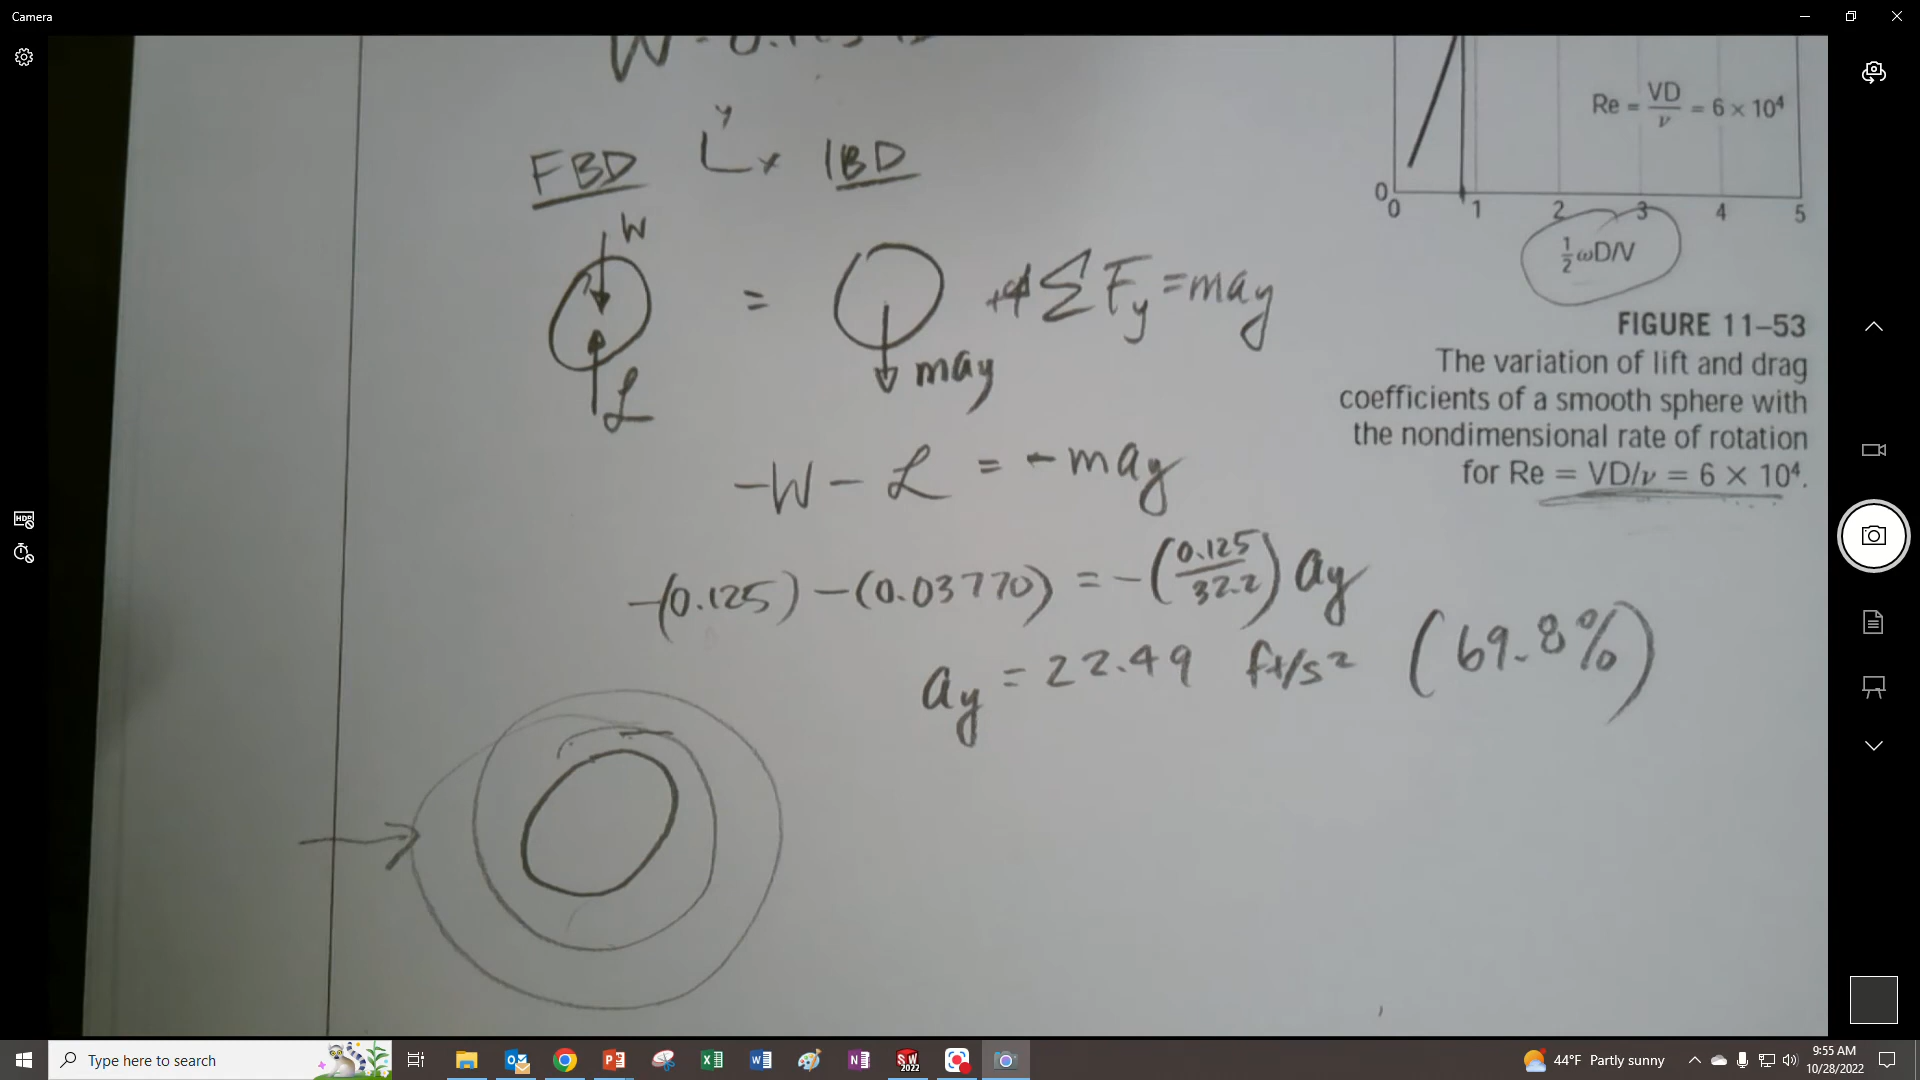 Camera
y
FBD
x
IBD
W
L
=
may
+ ΣFy = may
-W - L = -may
-(0.125) - (0.03770) = -(0.125/32.2) ay
ay = 22.49 ft/s² (69.8%)
Re = VD/ν = 6 × 10⁴
0
0 1 2 3 4 5
½ωD/V
FIGURE 11–53
The variation of lift and drag
coefficients of a smooth sphere with
the nondimensional rate of rotation
for Re = VD/ν = 6 × 10⁴.
HDR
Type here to search
SW 2022
44°F Partly sunny
9:55 AM
10/28/2022